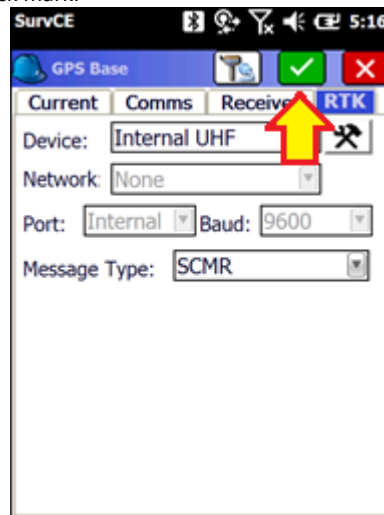 SurvCE 5:16
GPS Base
Current Comms Receiver RTK
Device: Internal UHF
Network: None
Port: Internal Baud: 9600
Message Type: SCMR